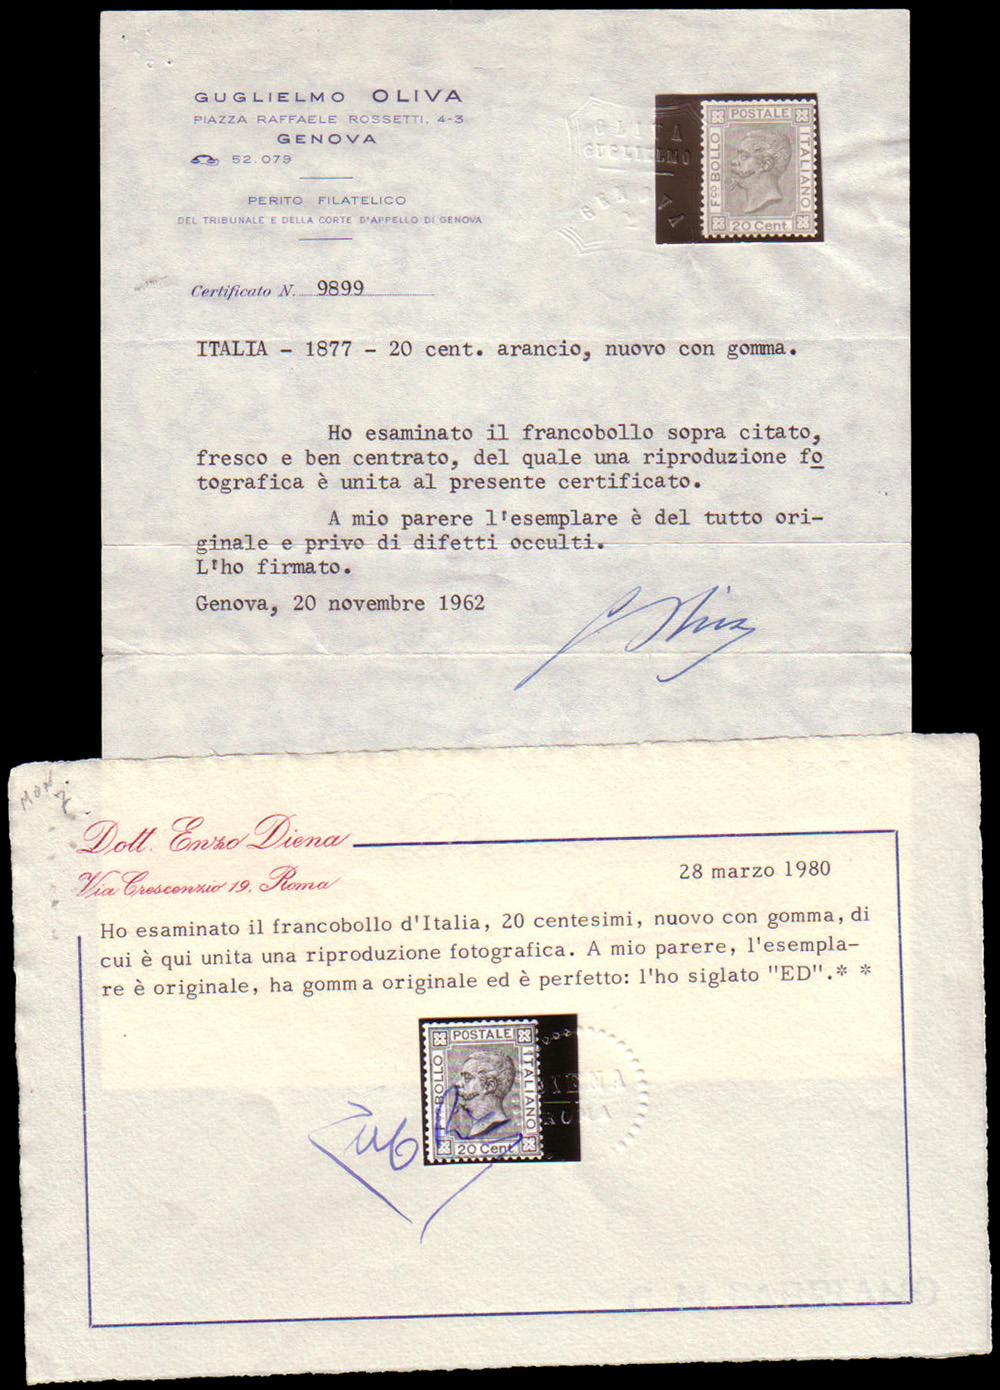 GUGLIELMO OLIVA
PIAZZA RAFFAELE ROSSETTI, 4-3
GENOVA
52.079
PERITO FILATELICO
DEL TRIBUNALE E DELLA CORTE D'APPELLO DI GENOVA
OLIVA
GUGLIELMO
GENOVA
POSTALE
Fco BOLLO
ITALIANO
20 Cent
Certificato N. 9899
ITALIA - 1877 - 20 cent. arancio, nuovo con gomma.
Ho esaminato il francobollo sopra citato,
fresco e ben centrato, del quale una riproduzione fo
tografica è unita al presente certificato.
A mio parere l'esemplare è del tutto ori-
ginale e privo di difetti occulti.
L'ho firmato.
Genova, 20 novembre 1962
Dott. Enzo Diena
Via Crescenzio 19, Roma
28 marzo 1980
Ho esaminato il francobollo d'Italia, 20 centesimi, nuovo con gomma, di
cui è qui unita una riproduzione fotografica. A mio parere, l'esempla-
re è originale, ha gomma originale ed è perfetto: l'ho siglato "ED".* *
POSTALE
BOLLO
ITALIANO
20 Cent
DIENA
ROMA